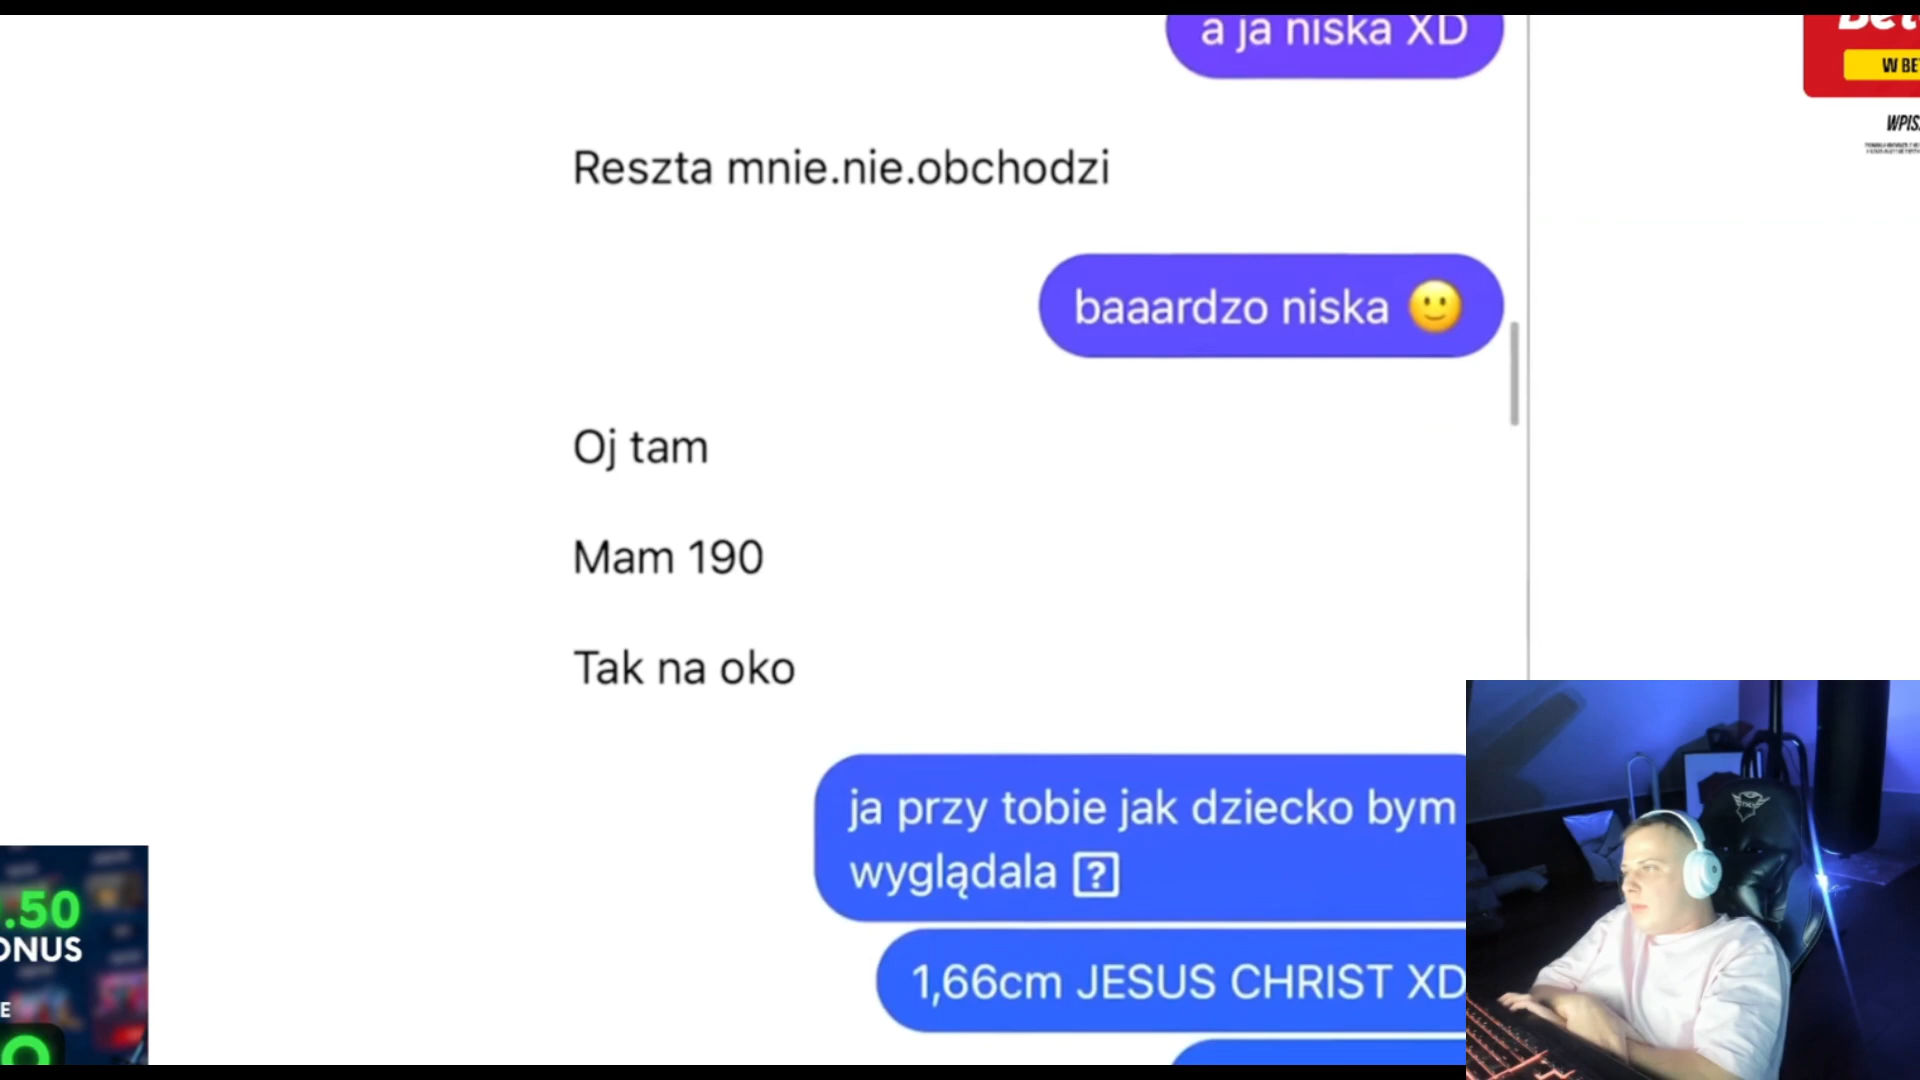 a ja niska XD
W BE
WPIS
Reszta mnie.nie.obchodzi
baaardzo niska 🙂
Oj tam
Mam 190
Tak na oko
ja przy tobie jak dziecko bym
wyglądala
1,66cm JESUS CHRIST XD
.50
ONUS
E